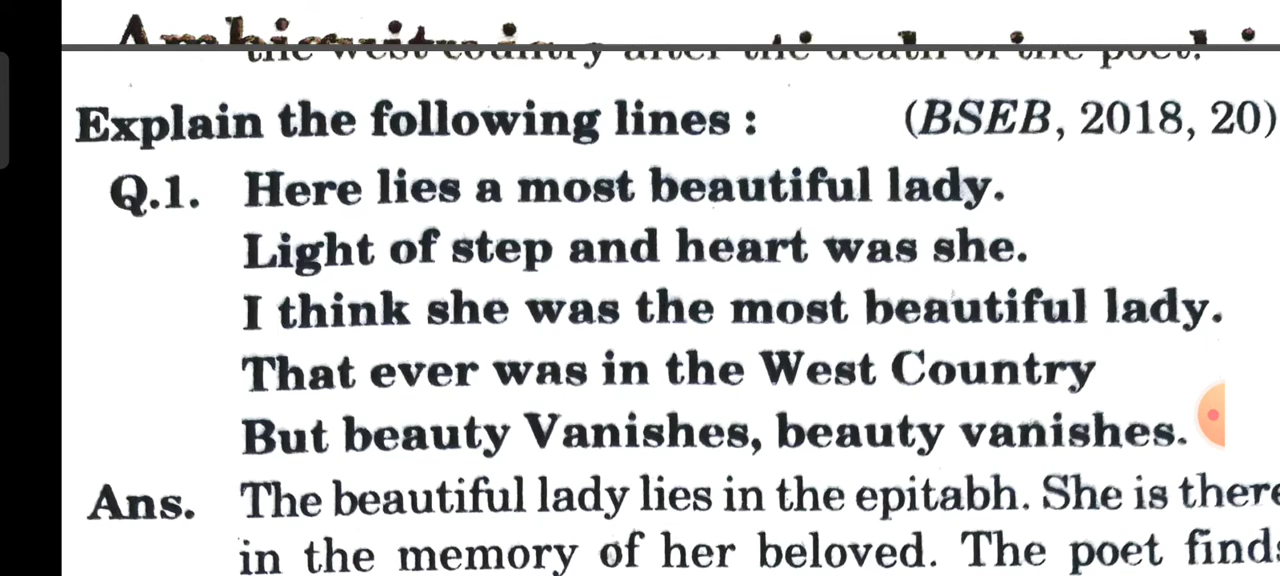 Explain the following lines : (BSEB, 2018, 20)
Q.1. Here lies a most beautiful lady.
Light of step and heart was she.
I think she was the most beautiful lady.
That ever was in the West Country
But beauty Vanishes, beauty vanishes.
Ans. The beautiful lady lies in the epitabh. She is there
in the memory of her beloved. The poet finds